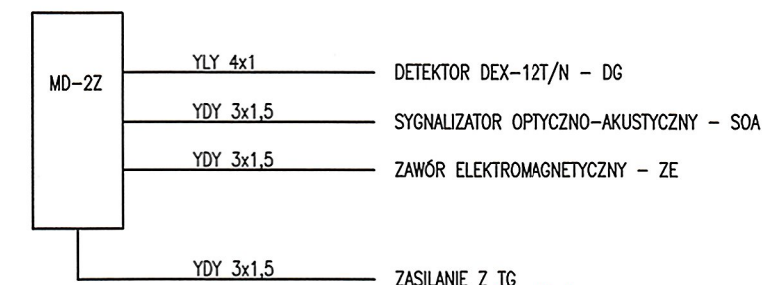 MD-2Z
YLY 4x1
DETEKTOR DEX-12T/N - DG
YDY 3x1,5
SYGNALIZATOR OPTYCZNO-AKUSTYCZNY - SOA
YDY 3x1,5
ZAWÓR ELEKTROMAGNETYCZNY - ZE
YDY 3x1,5
ZASILANIE Z TG